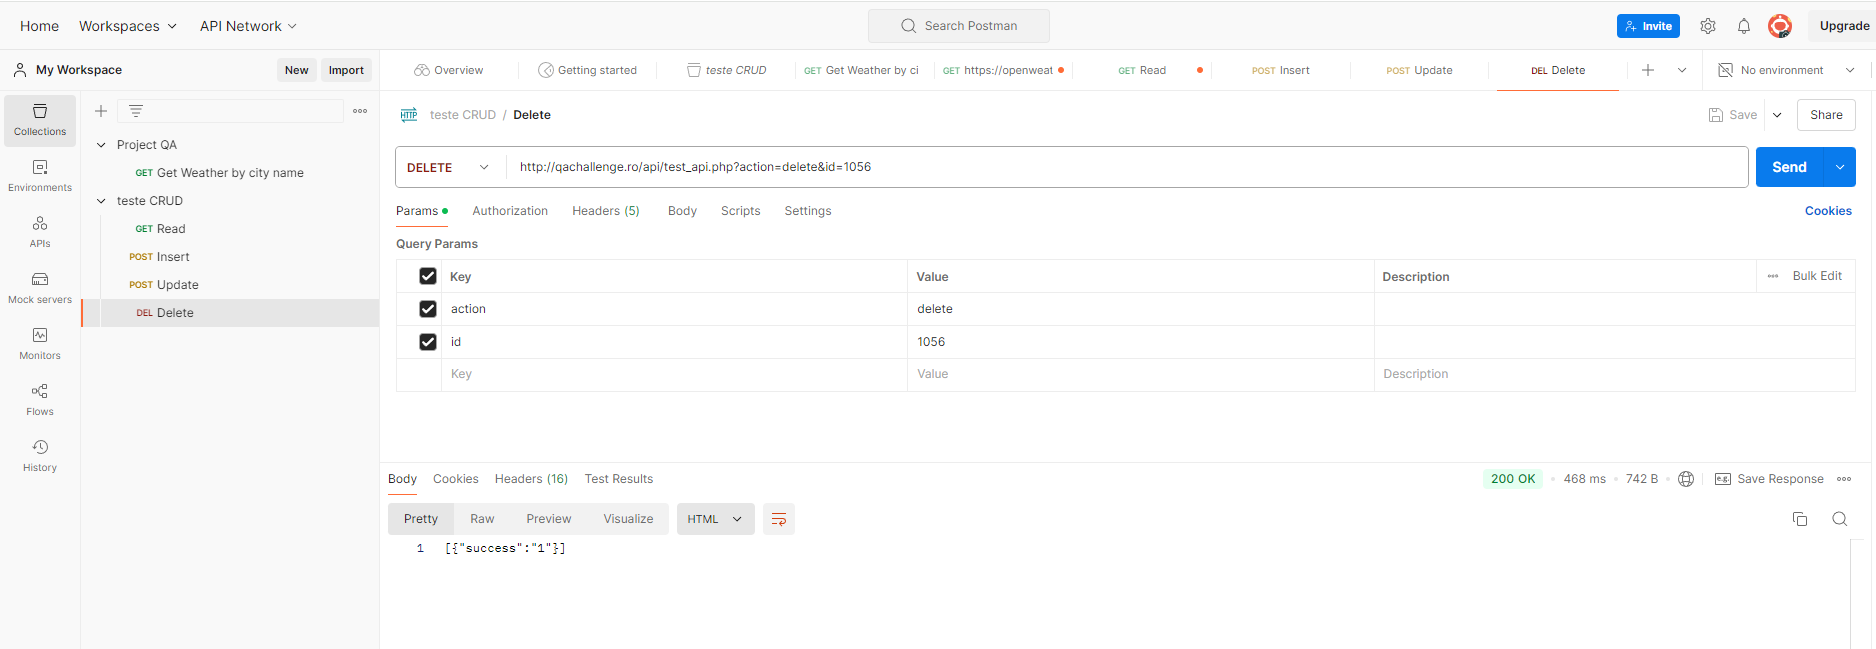 Home Workspaces API Network Search Postman Invite Upgrade
My Workspace New Import Overview Getting started teste CRUD GET Get Weather by ci GET https://openweat GET Read POST Insert POST Update DEL Delete No environment
Collections
Environments
APIs
Mock servers
Monitors
Flows
History
Project QA
GET Get Weather by city name
teste CRUD
GET Read
POST Insert
POST Update
DEL Delete
HTTP teste CRUD / Delete Save Share
DELETE http://qachallenge.ro/api/test_api.php?action=delete&id=1056 Send
Params Authorization Headers (5) Body Scripts Settings Cookies
Query Params
Key Value Description Bulk Edit
action delete
id 1056
Key Value Description
Body Cookies Headers (16) Test Results 200 OK 468 ms 742 B e.g. Save Response
Pretty Raw Preview Visualize HTML
1 [{"success":"1"}]